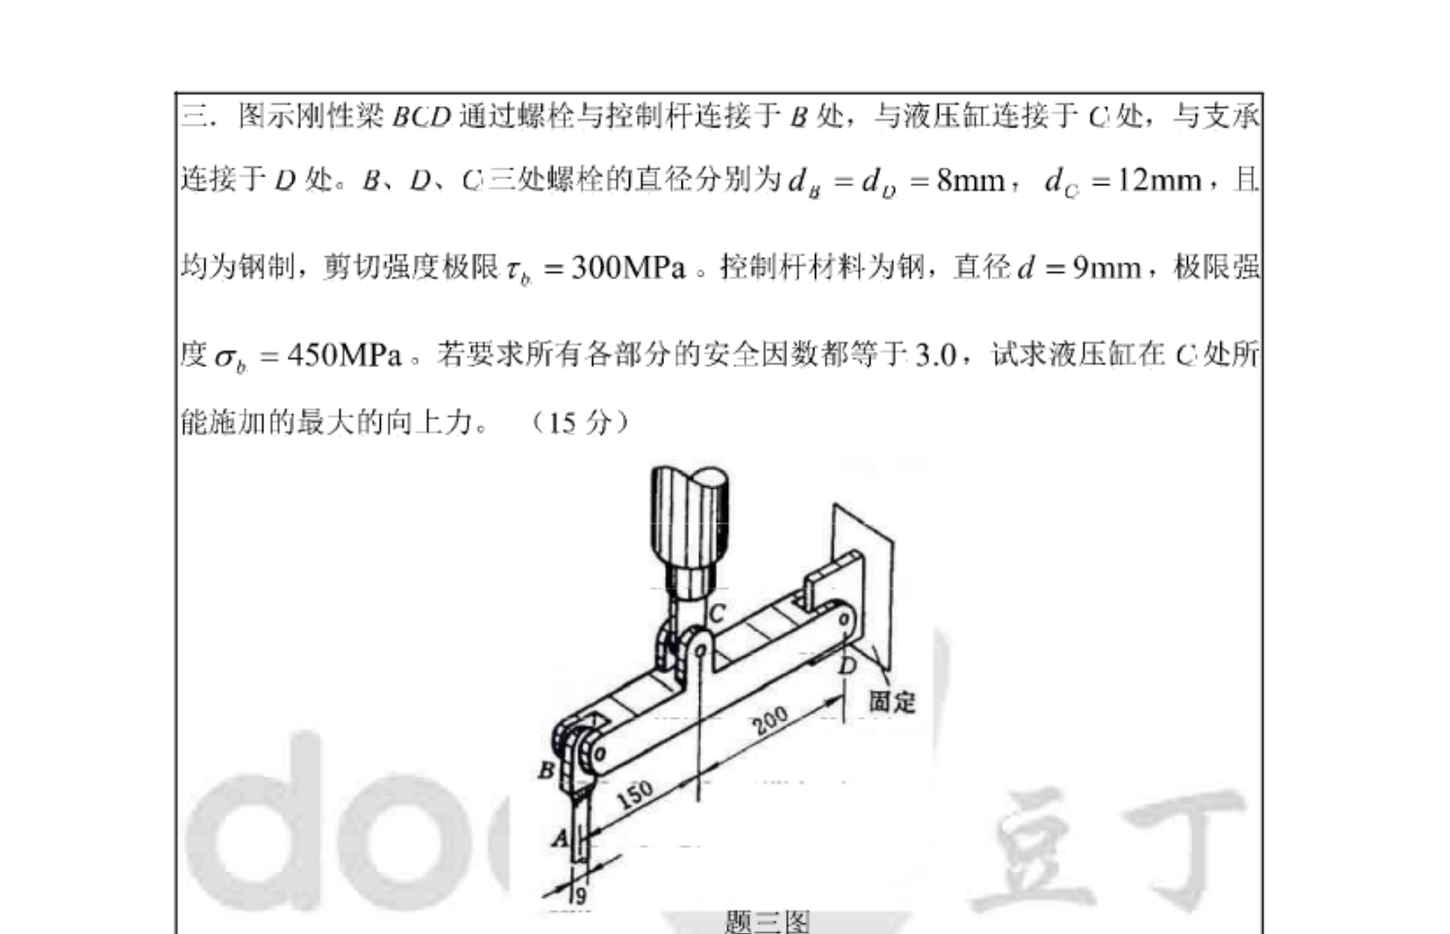 三．图示刚性梁 BCD 通过螺栓与控制杆连接于 B 处，与液压缸连接于 C 处，与支承
连接于 D 处。B、D、C 三处螺栓的直径分别为 d_B = d_D = 8mm，d_C = 12mm，且
均为钢制，剪切强度极限 τ_b = 300MPa。控制杆材料为钢，直径 d = 9mm，极限强
度 σ_b = 450MPa。若要求所有各部分的安全因数都等于 3.0，试求液压缸在 C 处所
能施加的最大的向上力。（15 分）
C
D
固定
200
B
150
A
9
豆丁
题三图